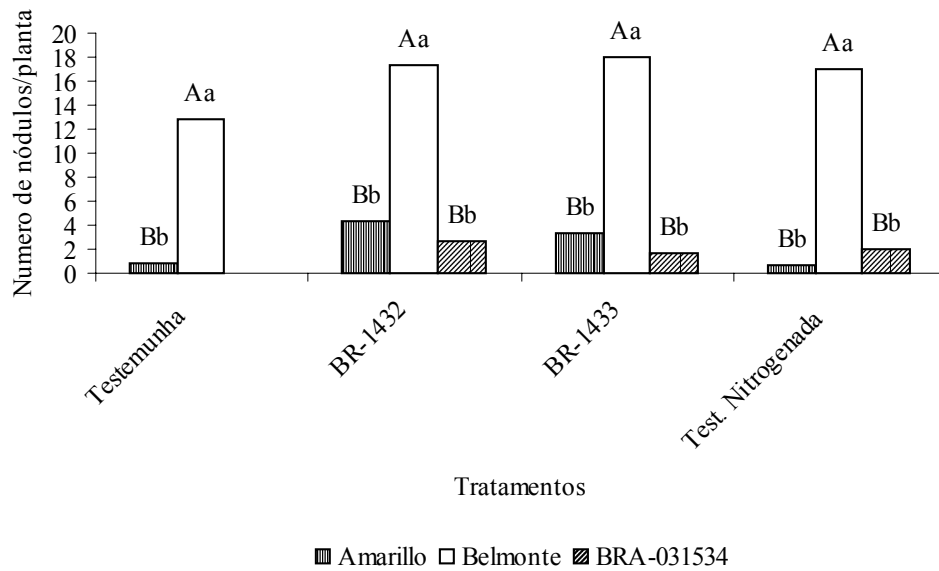 Numero de nódulos/planta
20
18
16
14
12
10
8
6
4
2
0
Bb
Aa
Bb
Aa
Bb
Bb
Aa
Bb
Bb
Aa
Bb
Testemunha
BR-1432
BR-1433
Test. Nitrogenada
Tratamentos
Amarillo Belmonte BRA-031534